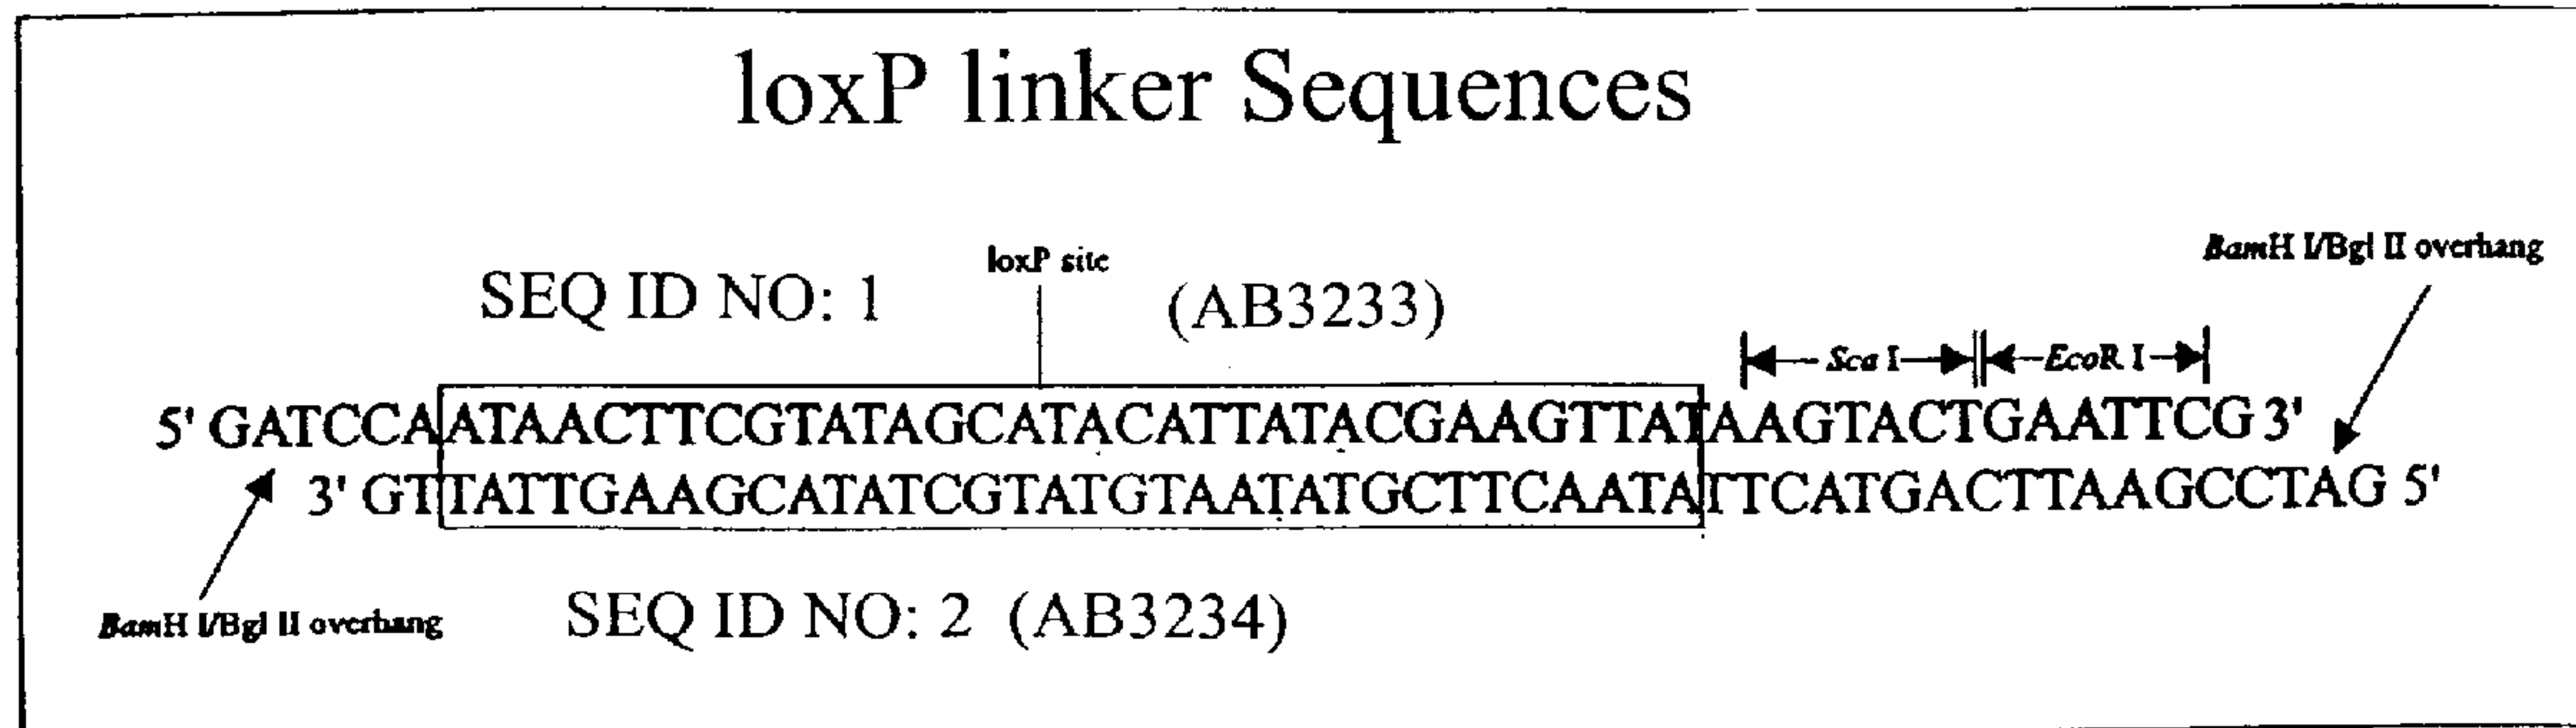 loxP linker Sequences
BamH I/Bgl II overhang
loxP site
SEQ ID NO: 1 (AB3233)
Sca I EcoR I
5' GATCCAATAACTTCGTATAGCATACATTATACGAAGTTATAAGTACTGAATTCG 3'
3' GTTATTGAAGCATATCGTATGTAATATGCTTCAATATTCATGACTTAAGCCTAG 5'
BamH I/Bgl II overhang
SEQ ID NO: 2 (AB3234)